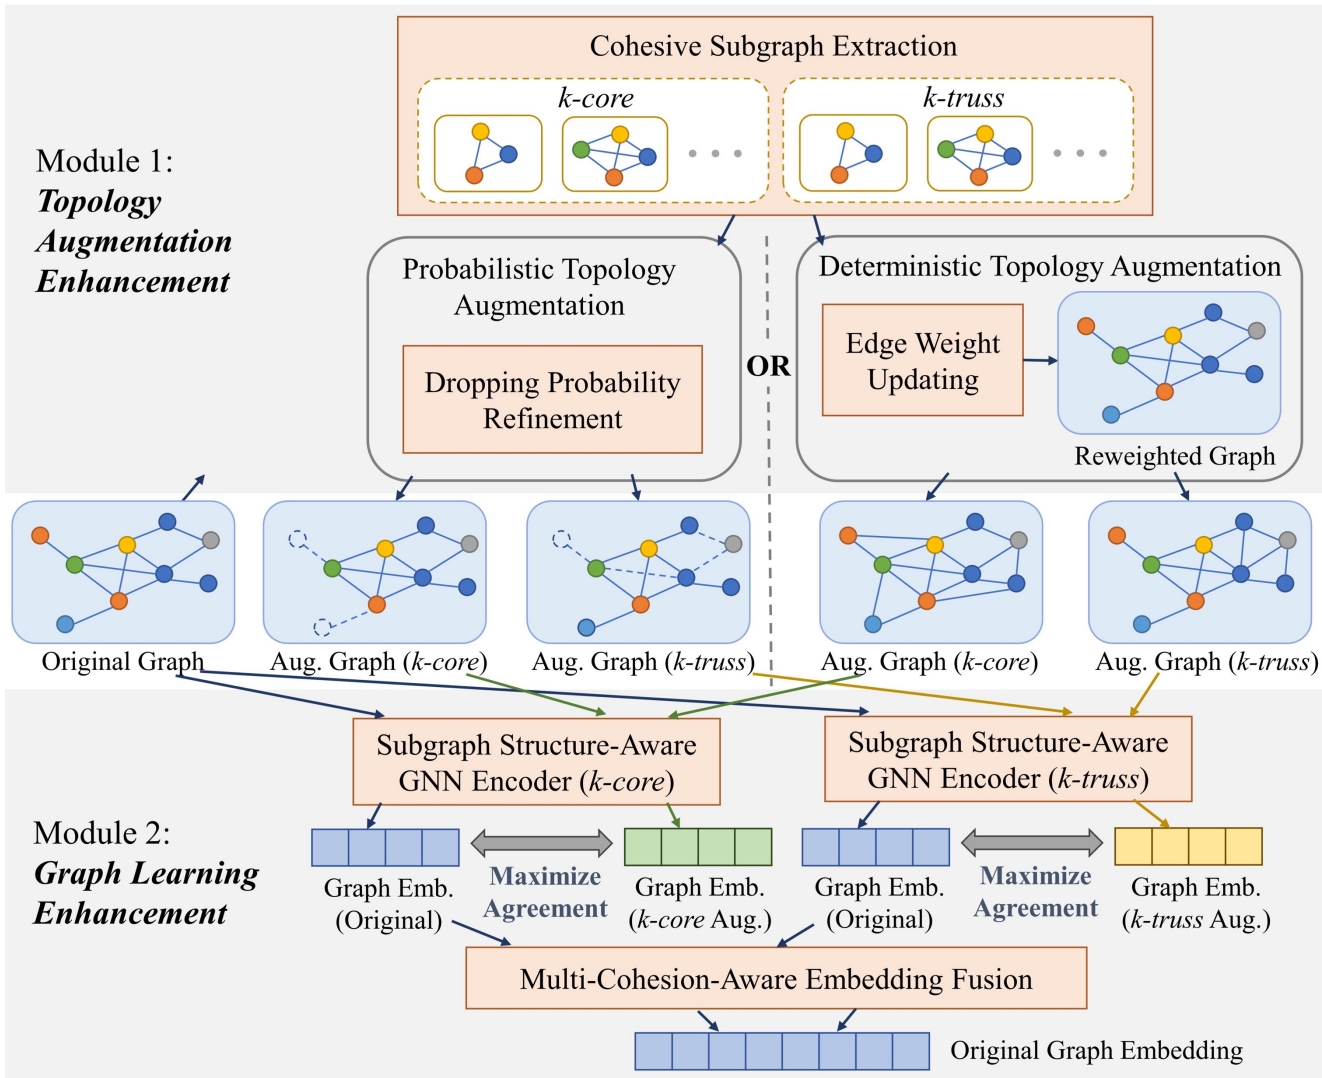 Cohesive Subgraph Extraction
k-core
k-truss
Module 1:
Topology
Augmentation
Enhancement
Probabilistic Topology
Augmentation
Dropping Probability
Refinement
OR
Deterministic Topology Augmentation
Edge Weight
Updating
Reweighted Graph
Original Graph
Aug. Graph (k-core)
Aug. Graph (k-truss)
Aug. Graph (k-core)
Aug. Graph (k-truss)
Subgraph Structure-Aware
GNN Encoder (k-core)
Subgraph Structure-Aware
GNN Encoder (k-truss)
Module 2:
Graph Learning
Enhancement
Graph Emb.
(Original)
Maximize
Agreement
Graph Emb.
(k-core Aug.)
Graph Emb.
(Original)
Maximize
Agreement
Graph Emb.
(k-truss Aug.)
Multi-Cohesion-Aware Embedding Fusion
Original Graph Embedding